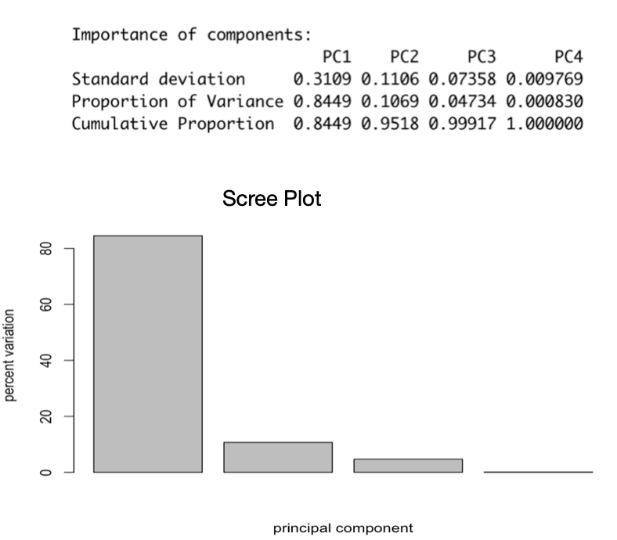 Importance of components:
PC1 PC2 PC3 PC4
Standard deviation 0.3109 0.1106 0.07358 0.009769
Proportion of Variance 0.8449 0.1069 0.04734 0.000830
Cumulative Proportion 0.8449 0.9518 0.99917 1.000000
Scree Plot
percent variation
80
60
40
20
0
principal component